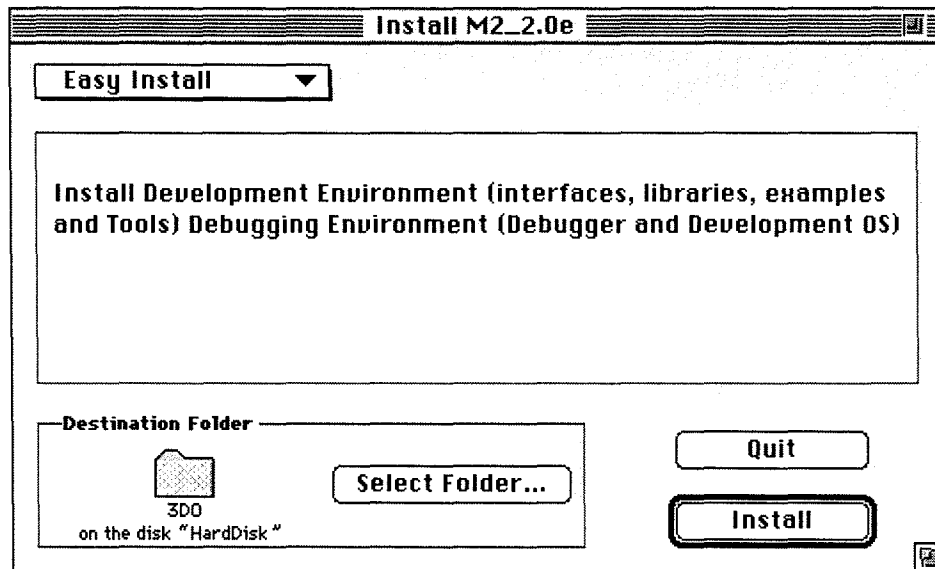 Install M2_2.0e
Easy Install
Install Development Environment (interfaces, libraries, examples
and Tools) Debugging Environment (Debugger and Development OS)
Destination Folder
3DO
on the disk "HardDisk"
Select Folder...
Quit
Install